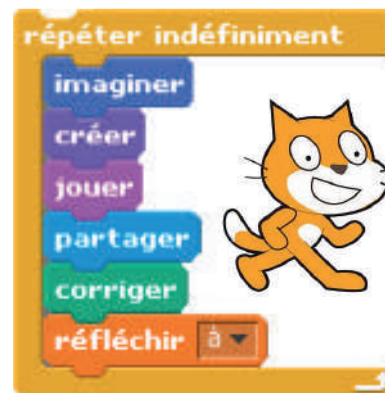 répéter indéfiniment
imaginer
créer
jouer
partager
corriger
réfléchir à